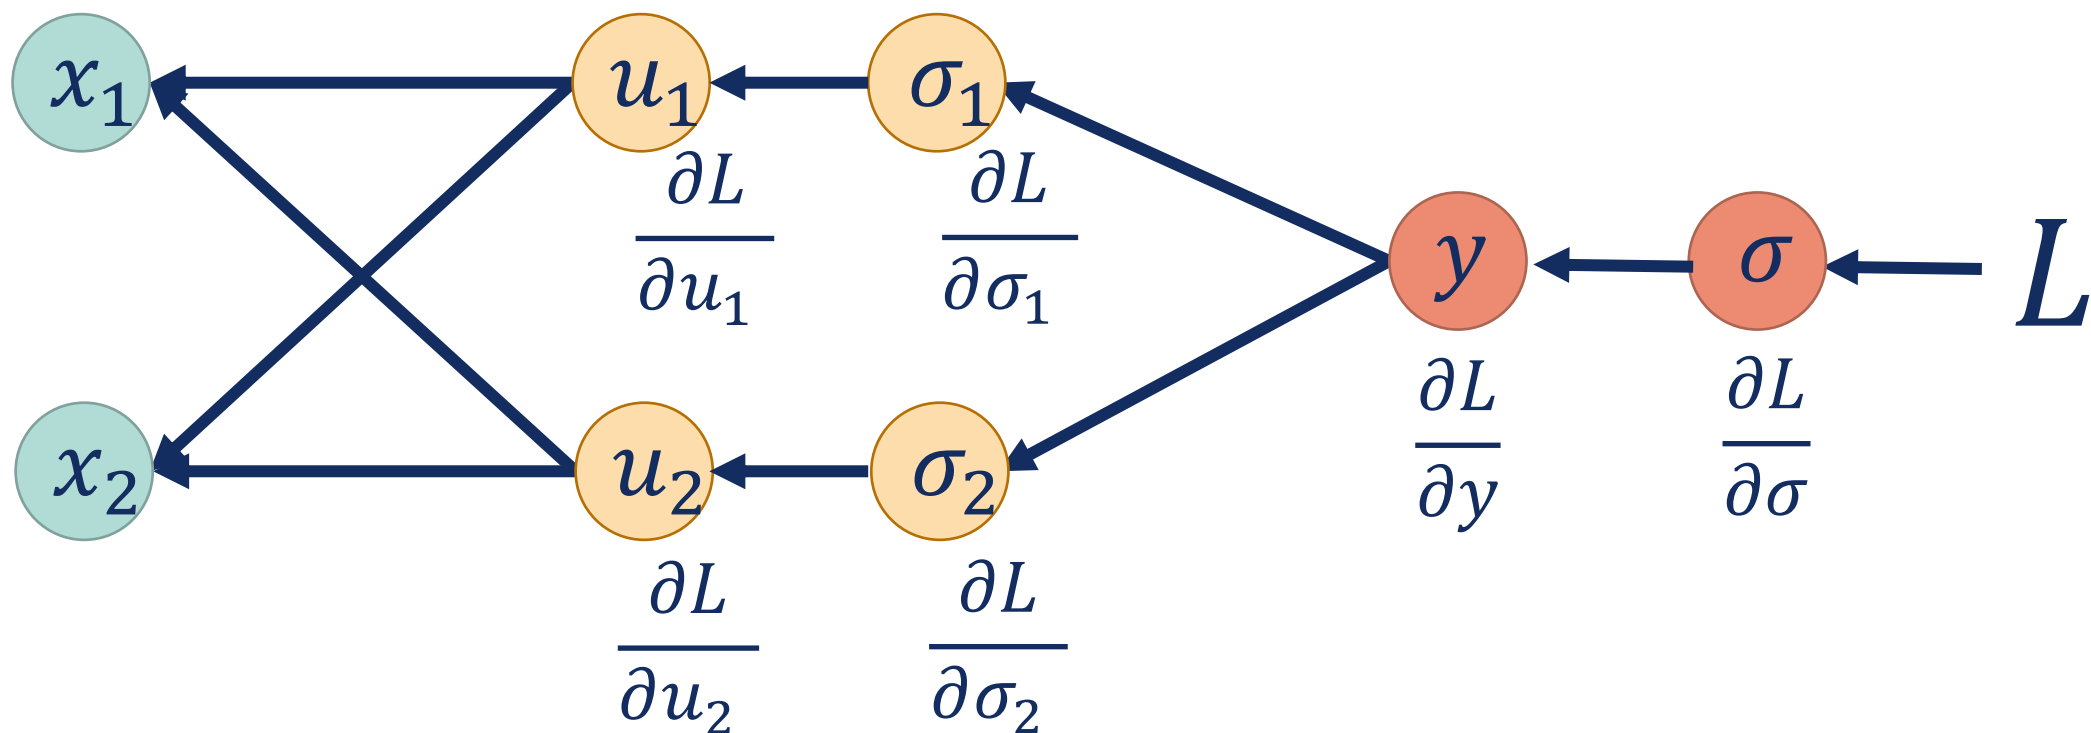 x₁ u₁ σ₁
∂L/∂u₁ ∂L/∂σ₁
y σ L
x₂ u₂ σ₂
∂L/∂y ∂L/∂σ
∂L/∂u₂ ∂L/∂σ₂